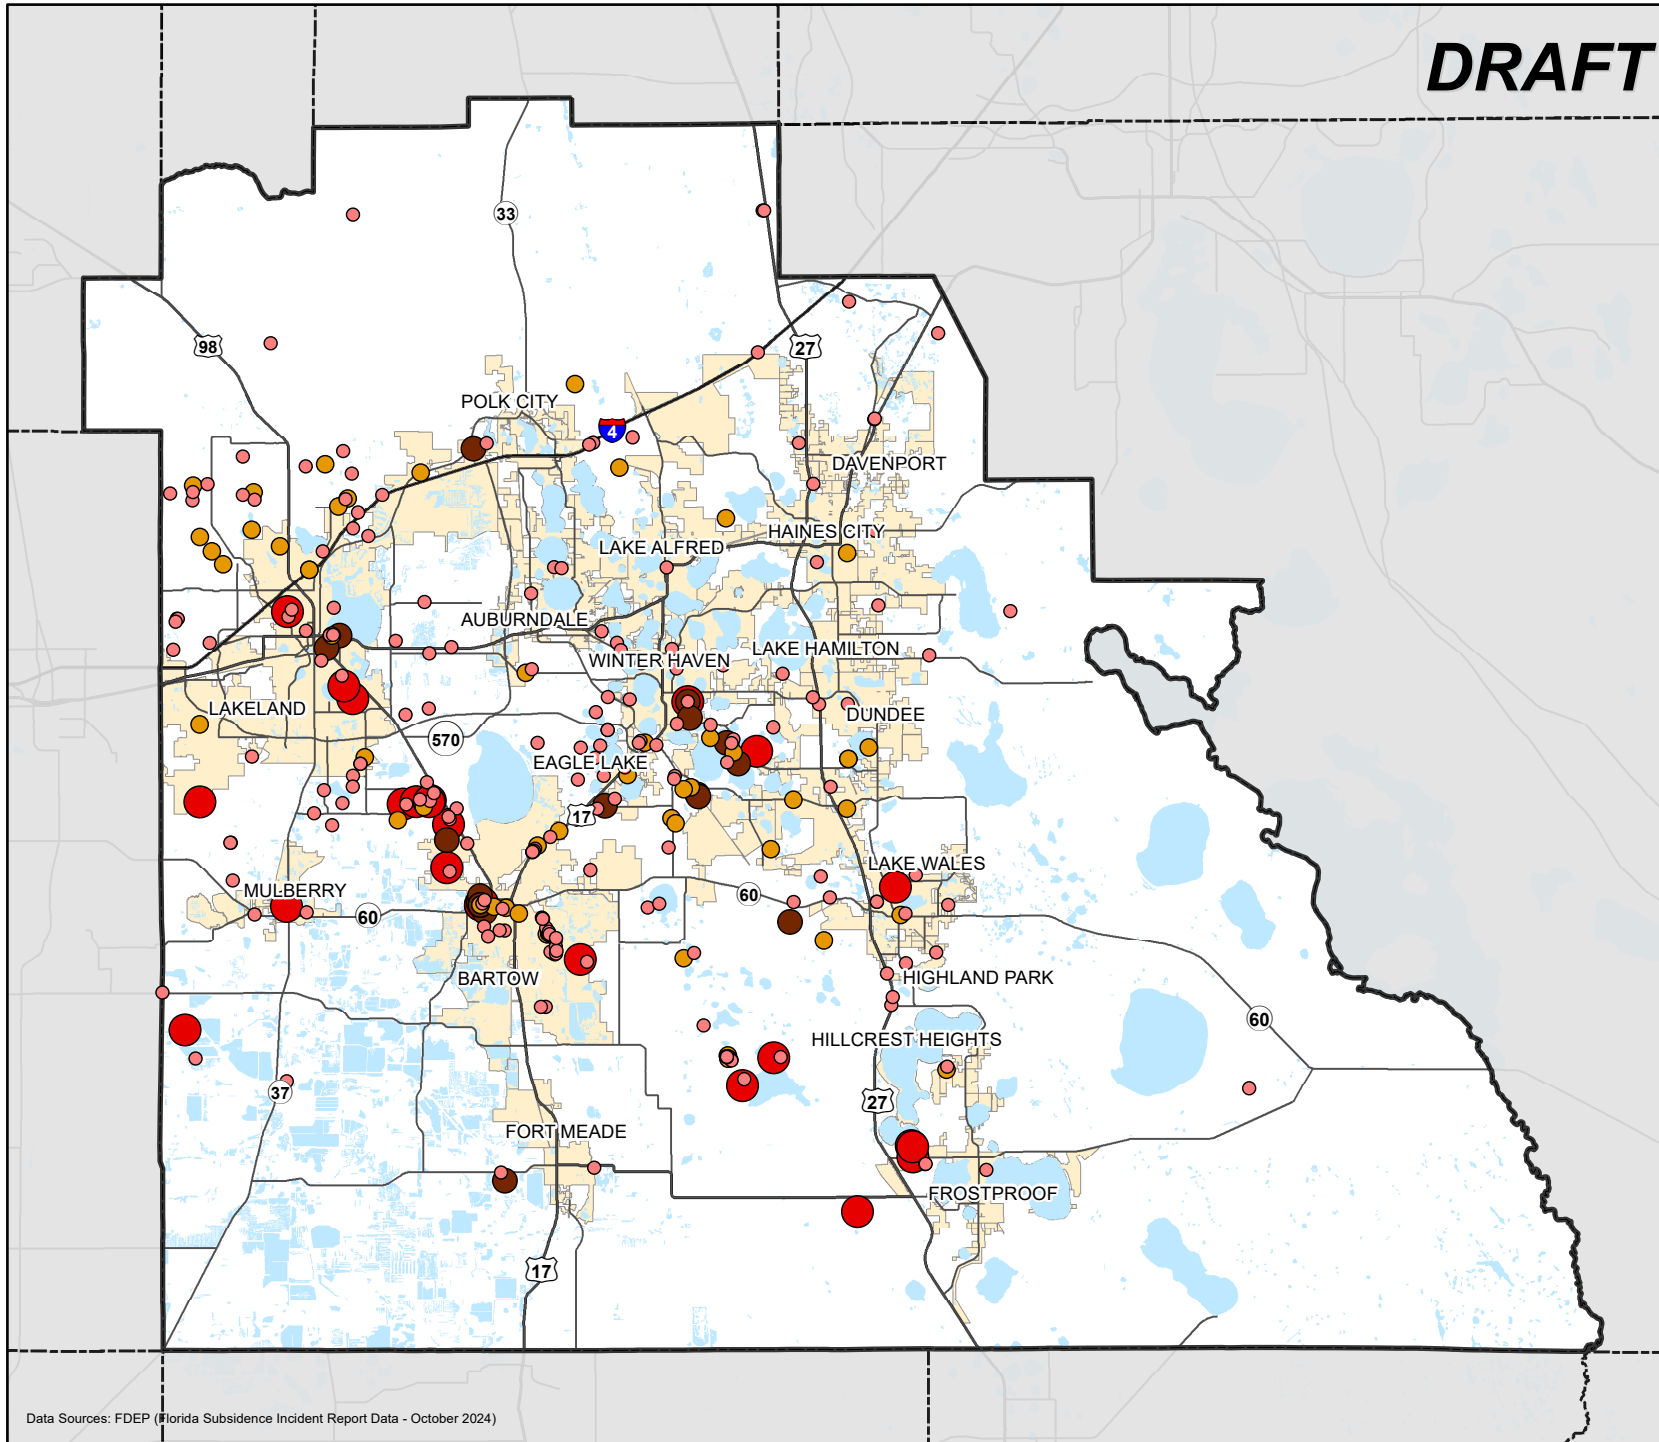 DRAFT
33
98
27
POLK CITY
4
DAVENPORT
HAINES CITY
LAKE ALFRED
AUBURNDALE
LAKE HAMILTON
WINTER HAVEN
LAKELAND
DUNDEE
570
EAGLE LAKE
17
LAKE WALES
MULBERRY
60
60
BARTOW
HIGHLAND PARK
60
HILLCREST HEIGHTS
37
27
FORT MEADE
FROSTPROOF
17
Data Sources: FDEP (Florida Subsidence Incident Report Data - October 2024)